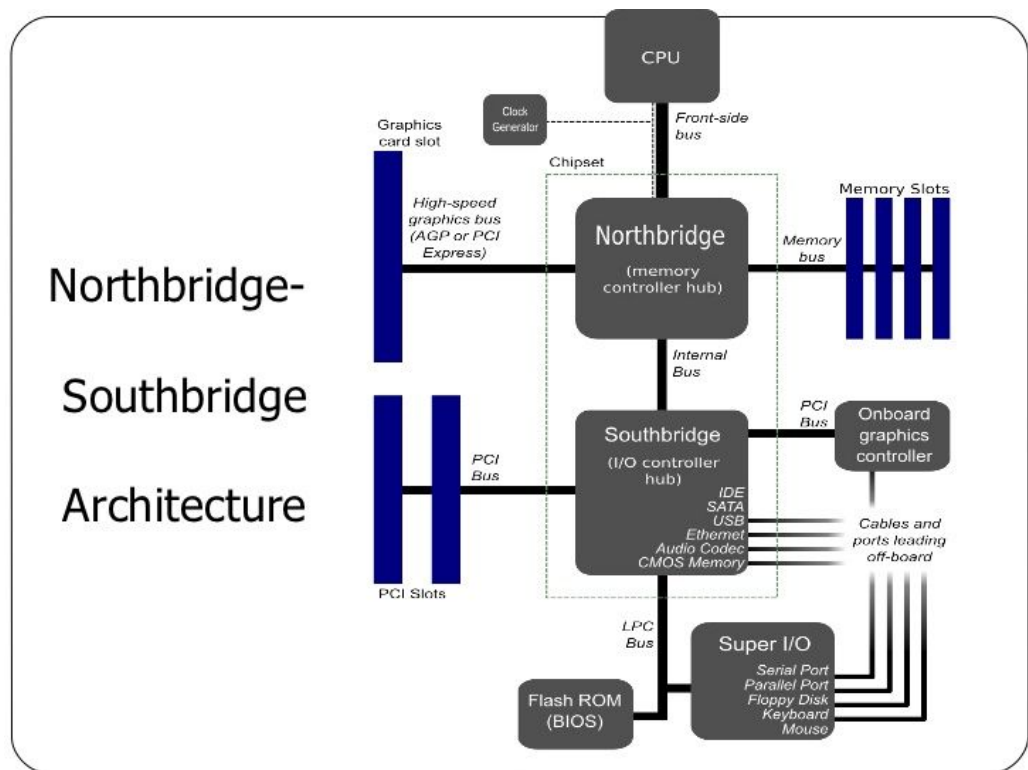 Northbridge-
Southbridge
Architecture
CPU
Clock
Generator
Front-side
bus
Graphics
card slot
Chipset
High-speed
graphics bus
(AGP or PCI
Express)
Northbridge
(memory
controller hub)
Memory
bus
Memory Slots
Internal
Bus
Southbridge
(I/O controller
hub)
IDE
SATA
USB
Ethernet
Audio Codec
CMOS Memory
PCI
Bus
Onboard
graphics
controller
PCI
Bus
PCI Slots
Cables and
ports leading
off-board
LPC
Bus
Super I/O
Serial Port
Parallel Port
Floppy Disk
Keyboard
Mouse
Flash ROM
(BIOS)